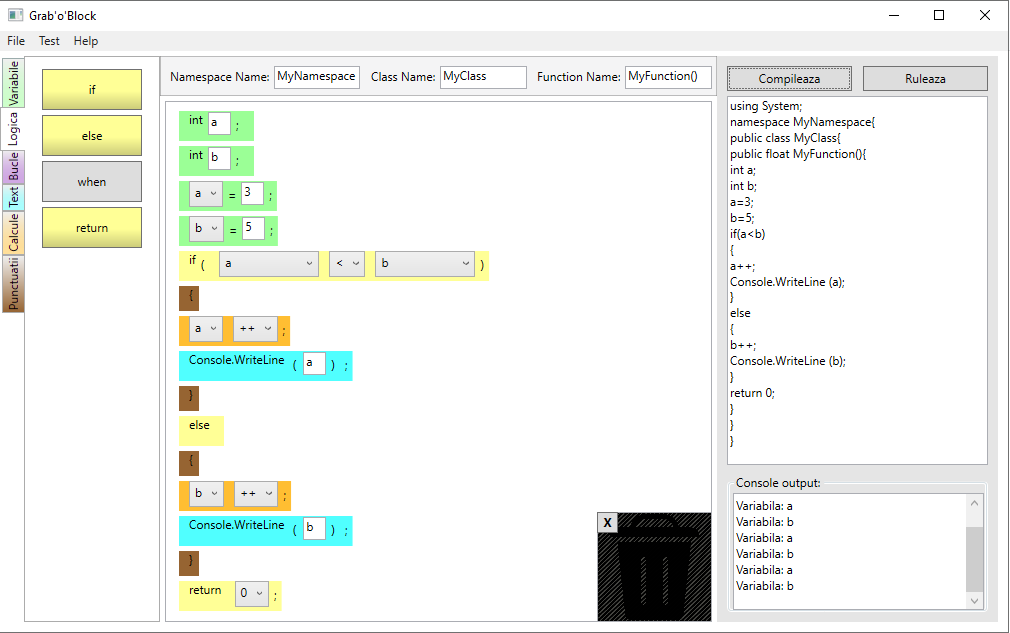 Grab'o'Block
File Test Help
Variabile
Logica
Bucle
Text
Calcule
Punctuatii
if
else
when
return
Namespace Name: MyNamespace Class Name: MyClass Function Name: MyFunction()
int a ;
int b ;
a = 3 ;
b = 5 ;
if ( a < b )
{
a ++ ;
Console.WriteLine ( a ) ;
}
else
{
b ++ ;
Console.WriteLine ( b ) ;
}
return 0 ;
X
Compileaza Ruleaza
using System;
namespace MyNamespace{
public class MyClass{
public float MyFunction(){
int a;
int b;
a=3;
b=5;
if(a<b)
{
a++;
Console.WriteLine (a);
}
else
{
b++;
Console.WriteLine (b);
}
return 0;
}
}
}
Console output:
Variabila: a
Variabila: b
Variabila: a
Variabila: b
Variabila: a
Variabila: b